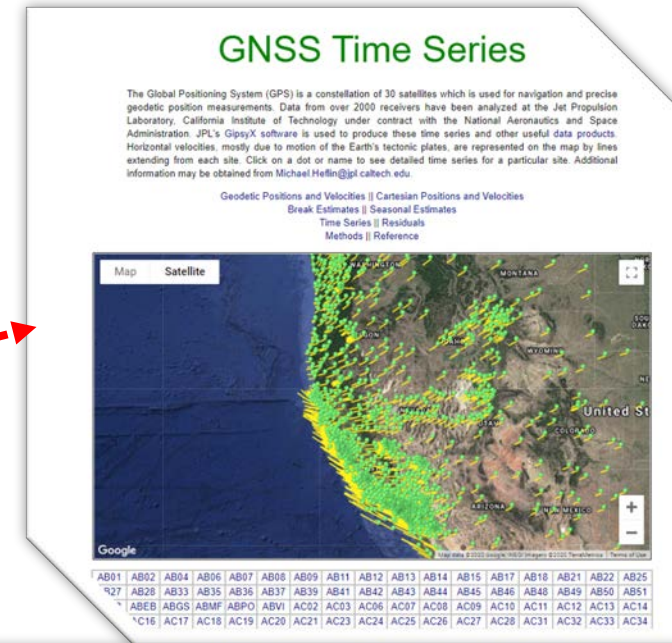 GNSS Time Series
The Global Positioning System (GPS) is a constellation of 30 satellites which is used for navigation and precise
geodetic position measurements. Data from over 2000 receivers have been analyzed at the Jet Propulsion
Laboratory, California Institute of Technology under contract with the National Aeronautics and Space
Administration. JPL's GipsyX software is used to produce these time series and other useful data products.
Horizontal velocities, mostly due to motion of the Earth's tectonic plates, are represented on the map by lines
extending from each site. Click on a dot or name to see detailed time series for a particular site. Additional
information may be obtained from Michael.Heflin@jpl.caltech.edu.
Geodetic Positions and Velocities || Cartesian Positions and Velocities
Break Estimates || Seasonal Estimates
Time Series || Residuals
Methods || Reference
Map Satellite
WASHINGTON
MONTANA
WYOMING
United St
UTAH
COLORADO
ARIZONA
NEW MEXICO
Google
Terms of Use
AB01 AB02 AB04 AB06 AB07 AB08 AB09 AB11 AB12 AB13 AB14 AB15 AB17 AB18 AB21 AB22 AB25
AB28 AB33 AB35 AB36 AB37 AB39 AB41 AB42 AB43 AB44 AB45 AB46 AB48 AB49 AB50 AB51
ABEB ABGS ABMF ABPO ABVI AC02 AC03 AC06 AC07 AC08 AC09 AC10 AC11 AC12 AC13 AC14
AC16 AC17 AC18 AC19 AC20 AC21 AC23 AC24 AC25 AC26 AC27 AC28 AC31 AC32 AC33 AC34